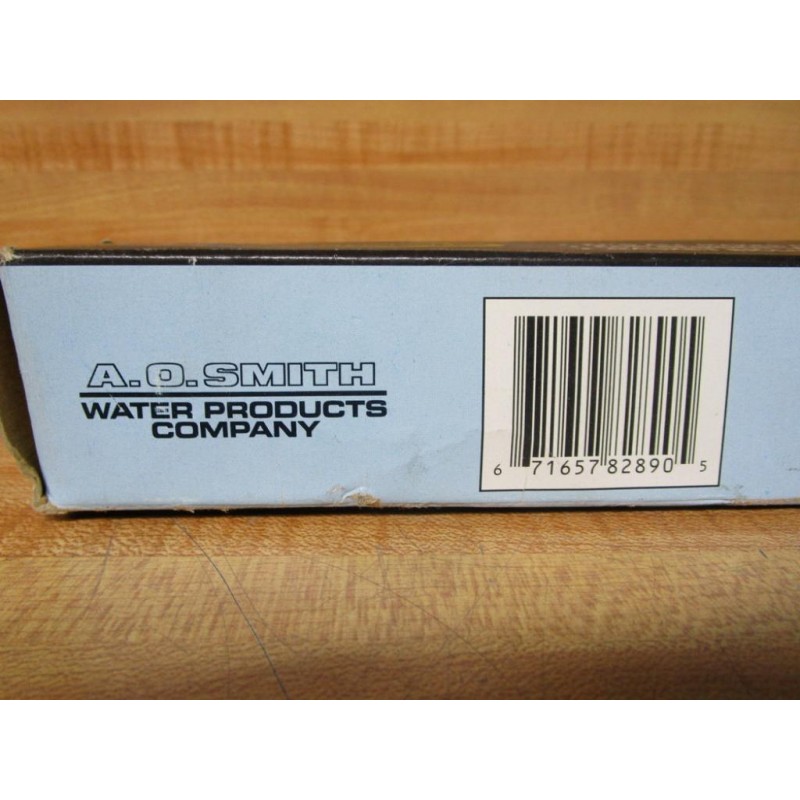 A.O.SMITH
WATER PRODUCTS
COMPANY
6 71657 82890 5